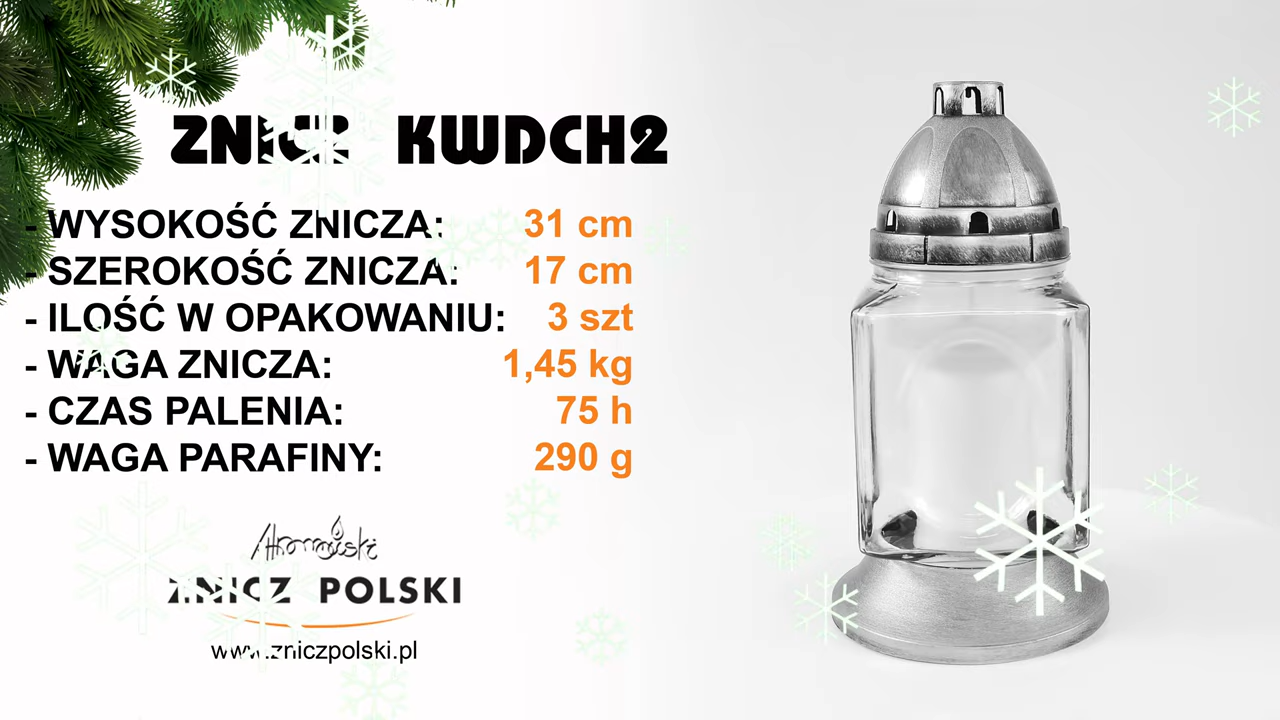 ZNICZ KWDCH2
- WYSOKOŚĆ ZNICZA: 31 cm
- SZEROKOŚĆ ZNICZA: 17 cm
- ILOŚĆ W OPAKOWANIU: 3 szt
- WAGA ZNICZA: 1,45 kg
- CZAS PALENIA: 75 h
- WAGA PARAFINY: 290 g
ZNICZ POLSKI
www.zniczpolski.pl